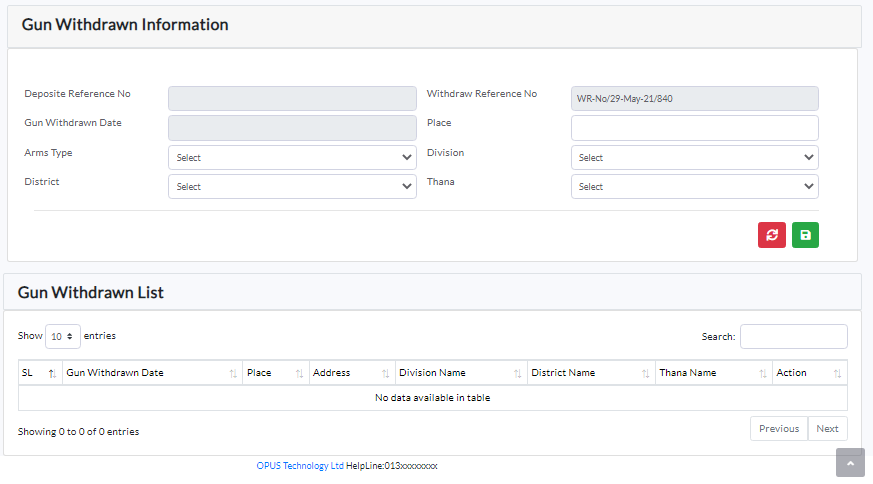 Gun Withdrawn Information
Deposite Reference No
Withdraw Reference No WR-No/29-May-21/840
Gun Withdrawn Date
Place
Arms Type Select
Division Select
District Select
Thana Select
Gun Withdrawn List
Show 10 entries
Search:
SL Gun Withdrawn Date Place Address Division Name District Name Thana Name Action
No data available in table
Showing 0 to 0 of 0 entries
Previous Next
OPUS Technology Ltd HelpLine:013xxxxxxxx